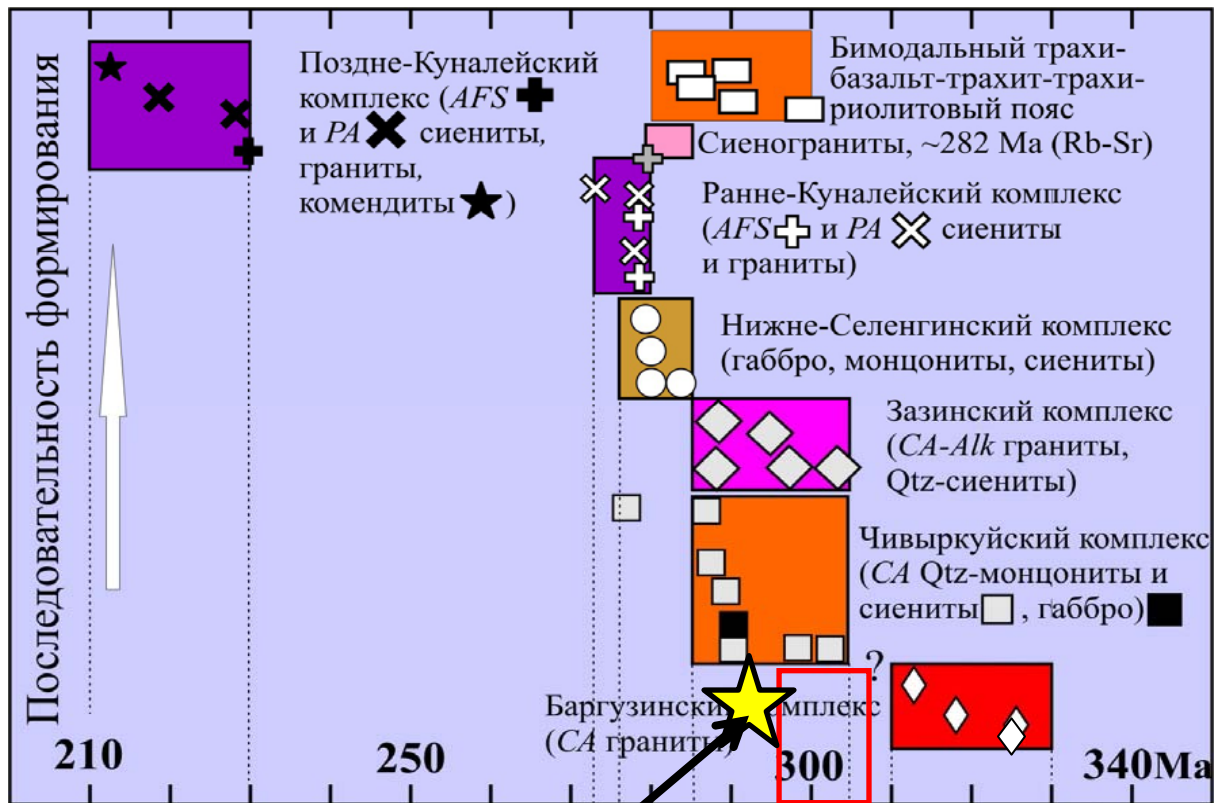 Последовательность формирования
Поздне-Куналейский
комплекс (AFS
и PA сиениты,
граниты,
комендиты )
Бимодальный трахи-
базальт-трахит-трахи-
риолитовый пояс
Сиенограниты, ~282 Ma (Rb-Sr)
Ранне-Куналейский комплекс
(AFS и PA сиениты
и граниты)
Нижне-Селенгинский комплекс
(габбро, монцониты, сиениты)
Зазинский комплекс
(CA-Alk граниты,
Qtz-сиениты)
Чивыркуйский комплекс
(CA Qtz-монцониты и
сиениты , габбро)
?
Баргузинский комплекс
(CA граниты)
210 250 300 340Ma